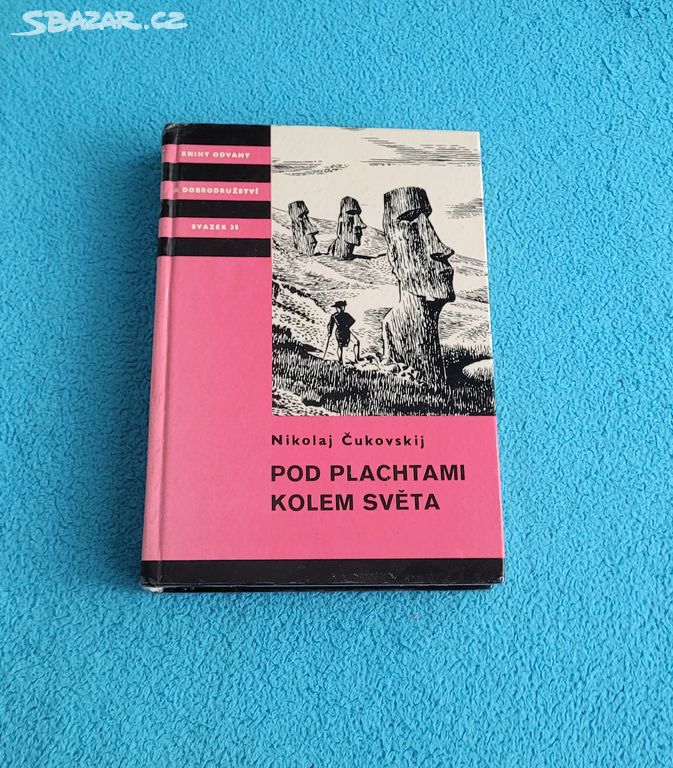 SBAZAR.CZ
KNIHY ODVAHY
A DOBRODRUŽSTVÍ
SVAZEK 35
Nikolaj Čukovskij
POD PLACHTAMI
KOLEM SVĚTA